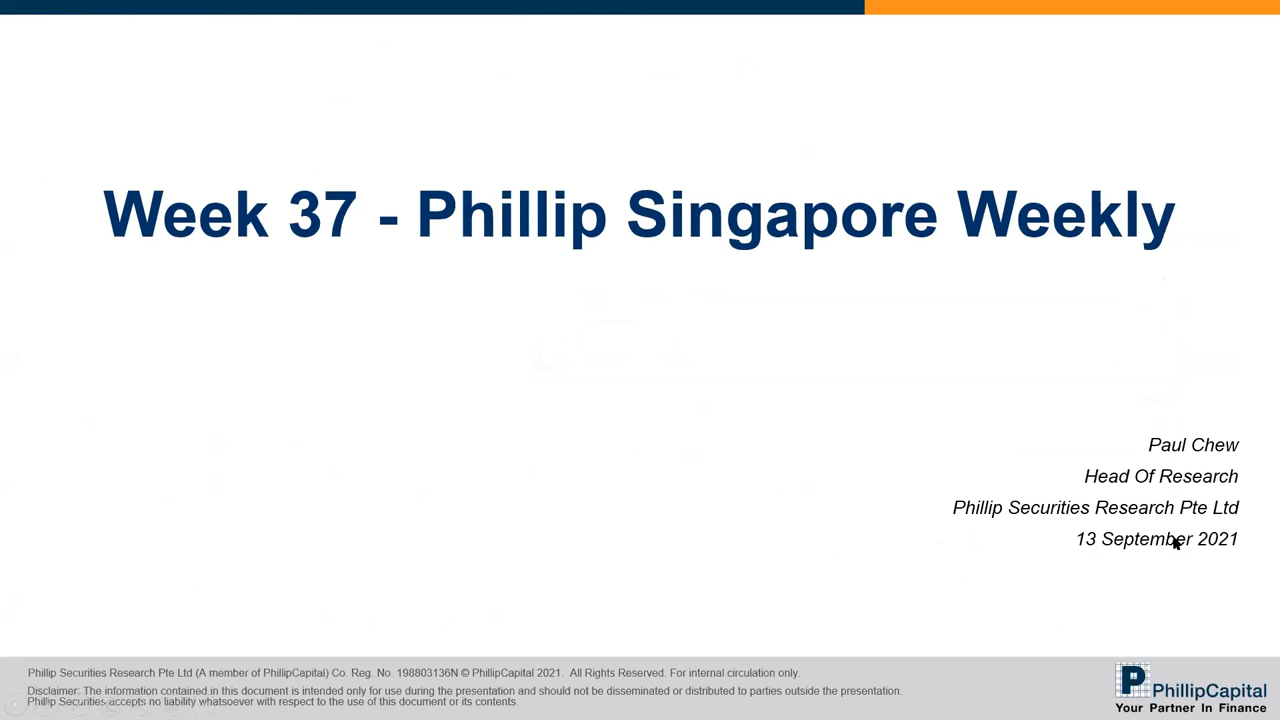 Week 37 - Phillip Singapore Weekly
Paul Chew
Head Of Research
Phillip Securities Research Pte Ltd
13 September 2021
Phillip Securities Research Pte Ltd (A member of PhillipCapital) Co. Reg. No. 198803136N © PhillipCapital 2021. All Rights Reserved. For internal circulation only.
Disclaimer: The information contained in this document is intended only for use during the presentation and should not be disseminated or distributed to parties outside the presentation.
Phillip Securities accepts no liability whatsoever with respect to the use of this document or its contents.
PhillipCapital
Your Partner In Finance